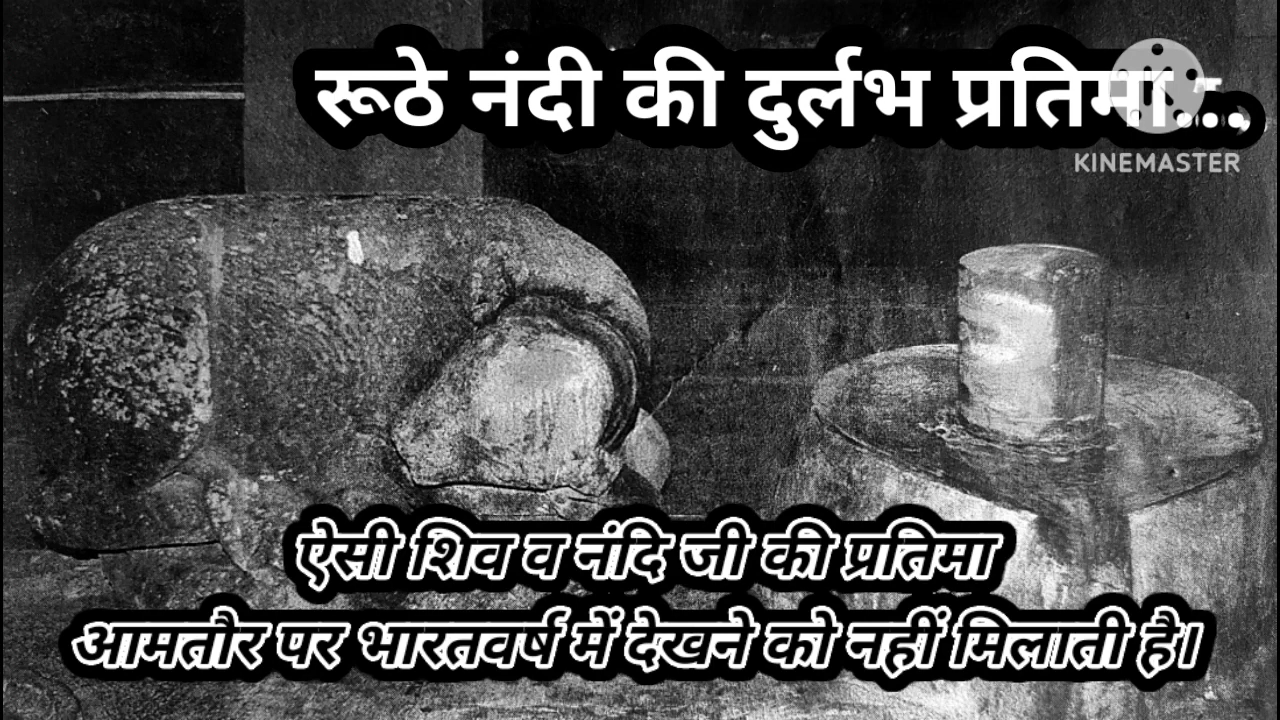 रूठे नंदी की दुर्लभ प्रतिमा...
KINEMASTER
ऐसी शिव व नंदि जी की प्रतिमा
आमतौर पर भारतवर्ष में देखने को नहीं मिलाती है।